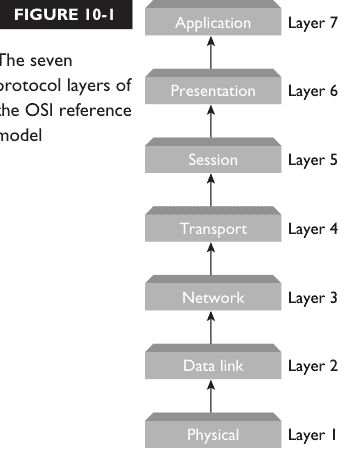 FIGURE 10-1
The seven
protocol layers of
the OSI reference
model
Application Layer 7
Presentation Layer 6
Session Layer 5
Transport Layer 4
Network Layer 3
Data link Layer 2
Physical Layer 1